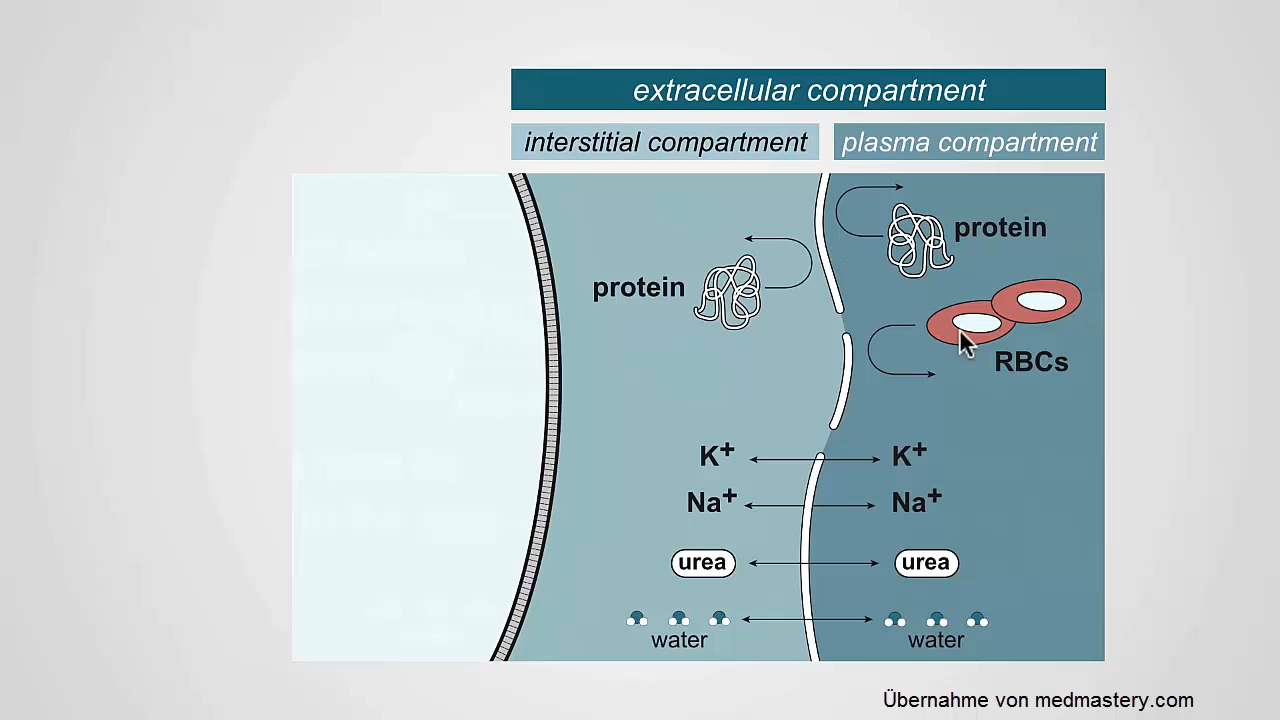 extracellular compartment
interstitial compartment
plasma compartment
protein
protein
RBCs
K+
K+
Na+
Na+
urea
urea
water
water
Übernahme von medmastery.com